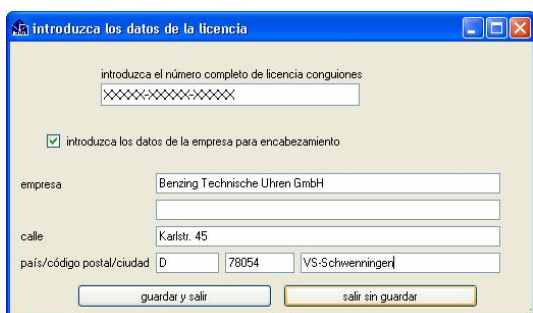 introduzca los datos de la licencia
introduzca el número completo de licencia conguiones
XXXXX-XXXXX-XXXXX
introduzca los datos de la empresa para encabezamiento
empresa Benzing Technische Uhren GmbH
calle Karlstr. 45
país/código postal/ciudad D 78054 VS-Schwenningen
guardar y salir salir sin guardar